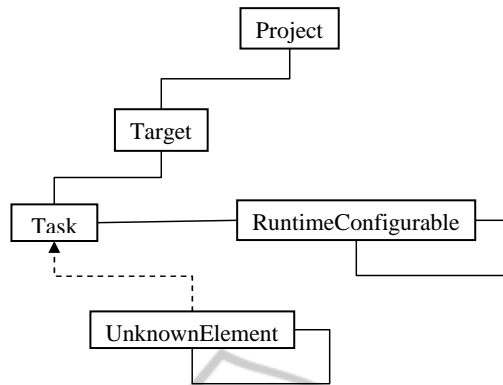 Project
Target
Task
RuntimeConfigurable
UnknownElement